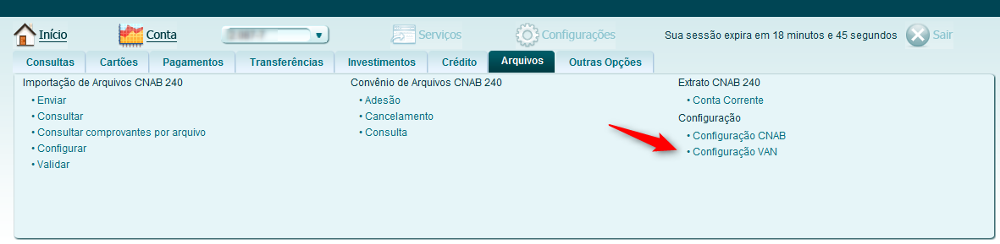 Início
Conta
Serviços
Configurações
Sua sessão expira em 18 minutos e 45 segundos
Sair
Consultas
Cartões
Pagamentos
Transferências
Investimentos
Crédito
Arquivos
Outras Opções
Importação de Arquivos CNAB 240
• Enviar
• Consultar
• Consultar comprovantes por arquivo
• Configurar
• Validar
Convênio de Arquivos CNAB 240
• Adesão
• Cancelamento
• Consulta
Extrato CNAB 240
• Conta Corrente
Configuração
• Configuração CNAB
• Configuração VAN